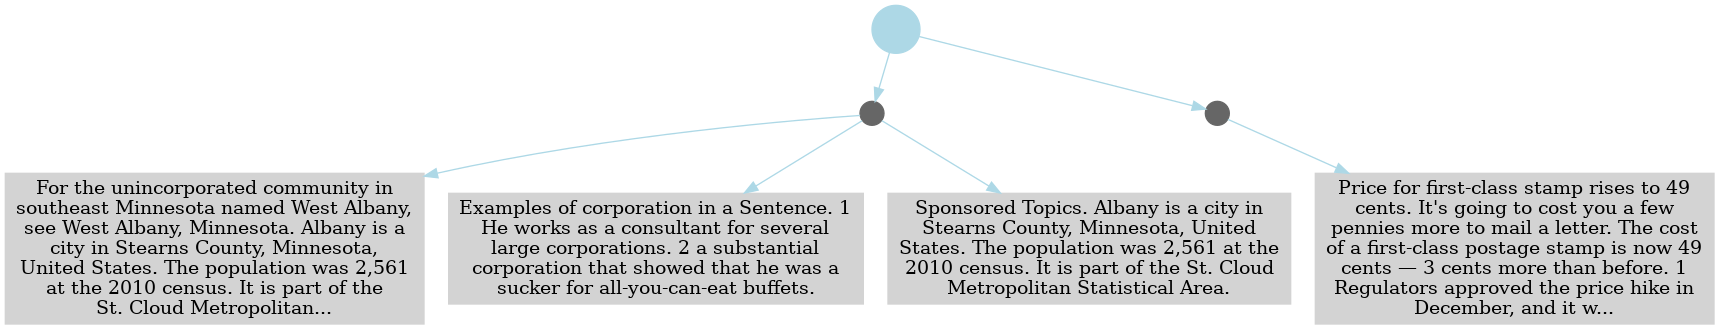 For the unincorporated community in
southeast Minnesota named West Albany,
see West Albany, Minnesota. Albany is a
city in Stearns County, Minnesota,
United States. The population was 2,561
at the 2010 census. It is part of the
St. Cloud Metropolitan...
Examples of corporation in a Sentence. 1
He works as a consultant for several
large corporations. 2 a substantial
corporation that showed that he was a
sucker for all-you-can-eat buffets.
Sponsored Topics. Albany is a city in
Stearns County, Minnesota, United
States. The population was 2,561 at the
2010 census. It is part of the St. Cloud
Metropolitan Statistical Area.
Price for first-class stamp rises to 49
cents. It's going to cost you a few
pennies more to mail a letter. The cost
of a first-class postage stamp is now 49
cents — 3 cents more than before. 1
Regulators approved the price hike in
December, and it w...